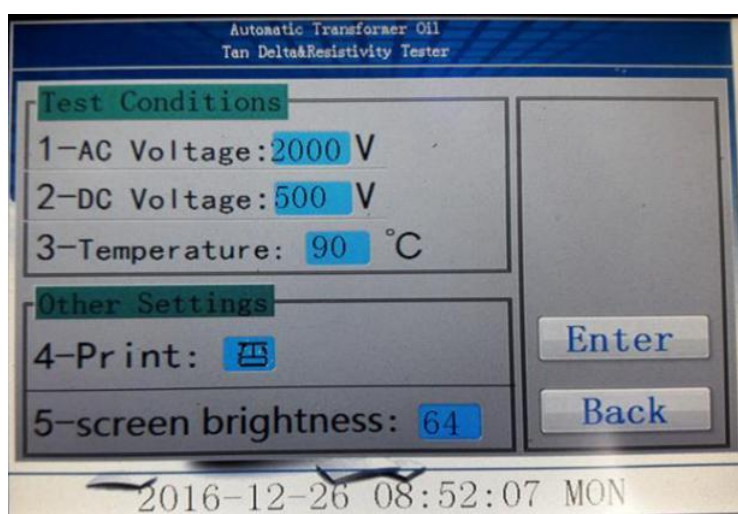 Automatic Transformer Oil
Tan Delta&Resistivity Tester
Test Conditions
1-AC Voltage:2000 V
2-DC Voltage:500 V
3-Temperature: 90 °C
Other Settings
4-Print:
5-screen brightness: 64
Enter
Back
2016-12-26 08:52:07 MON